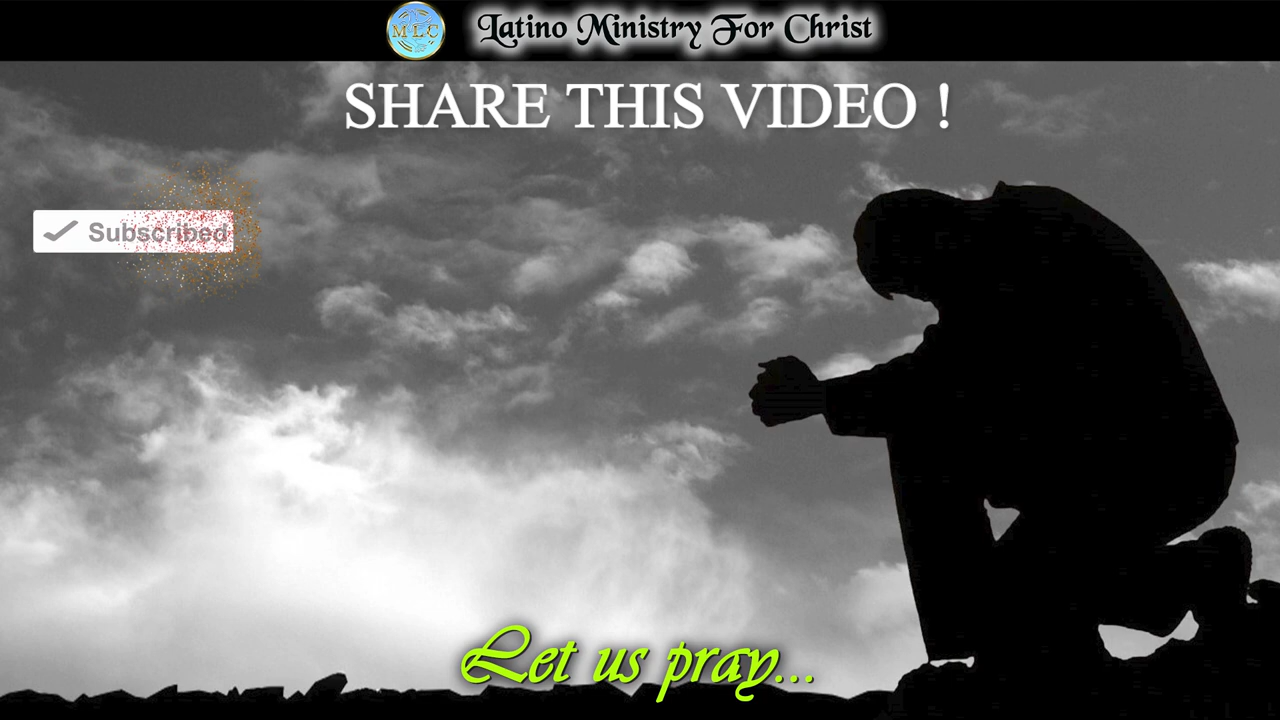 MLC
Latino Ministry For Christ
SHARE THIS VIDEO !
Subscribed
Let us pray...